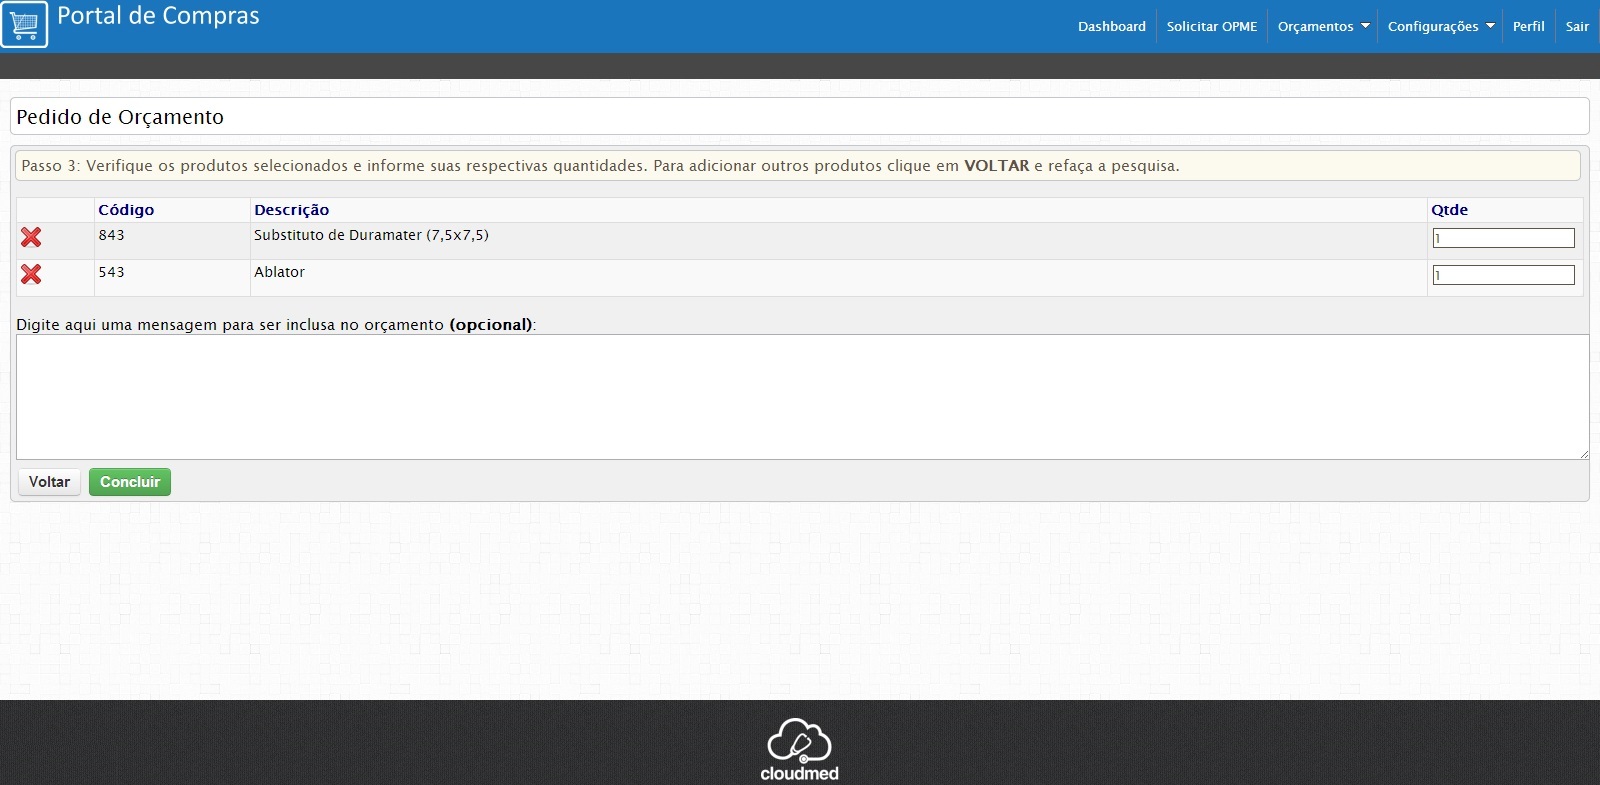 Portal de Compras
Dashboard Solicitar OPME Orçamentos Configurações Perfil Sair
Pedido de Orçamento
Passo 3: Verifique os produtos selecionados e informe suas respectivas quantidades. Para adicionar outros produtos clique em VOLTAR e refaça a pesquisa.
Código Descrição Qtde
843 Substituto de Duramater (7,5x7,5) 1
543 Ablator 1
Digite aqui uma mensagem para ser inclusa no orçamento (opcional):
Voltar Concluir
cloudmed